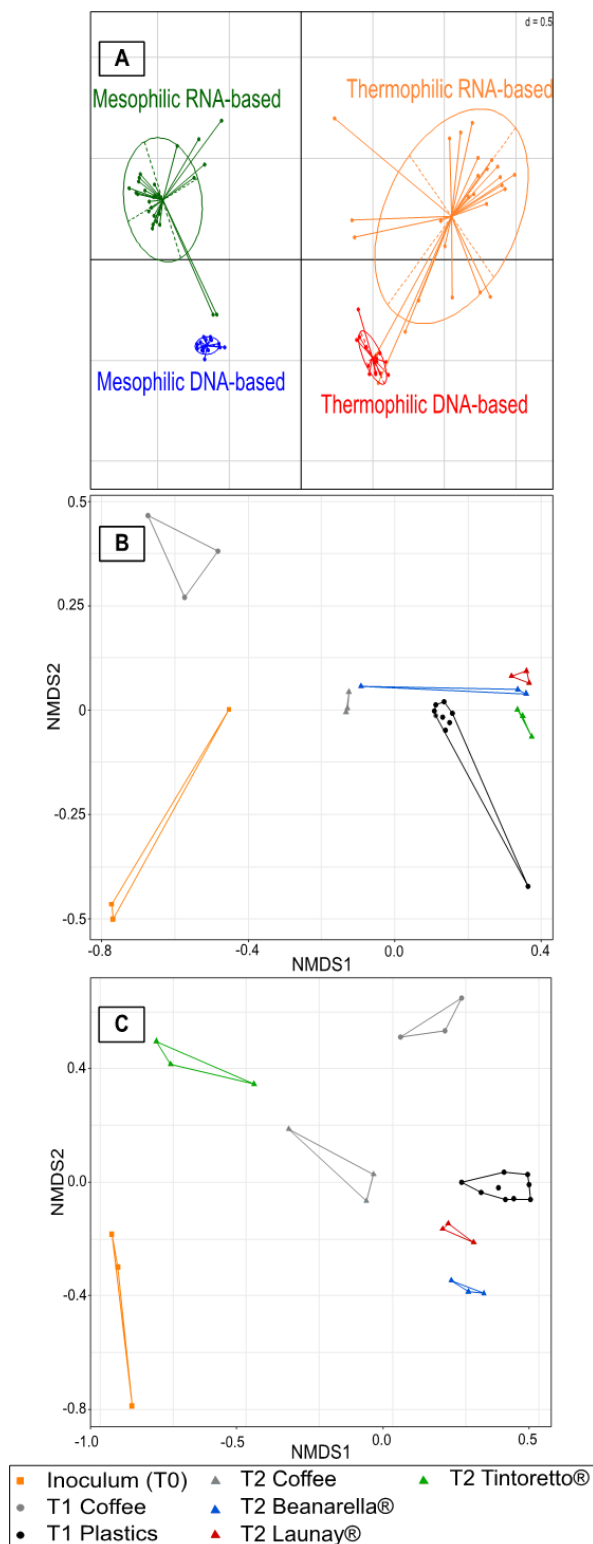 d = 0.5
A
Mesophilic RNA-based
Thermophilic RNA-based
Mesophilic DNA-based
Thermophilic DNA-based
B
0.5
0.25
0
-0.25
-0.5
NMDS2
-0.8
-0.4
0.0
0.4
NMDS1
C
0.4
0.0
-0.4
-0.8
NMDS2
-1.0
-0.5
0.0
0.5
NMDS1
Inoculum (T0)
T2 Coffee
T2 Tintoretto®
T1 Coffee
T2 Beanarella®
T1 Plastics
T2 Launay®